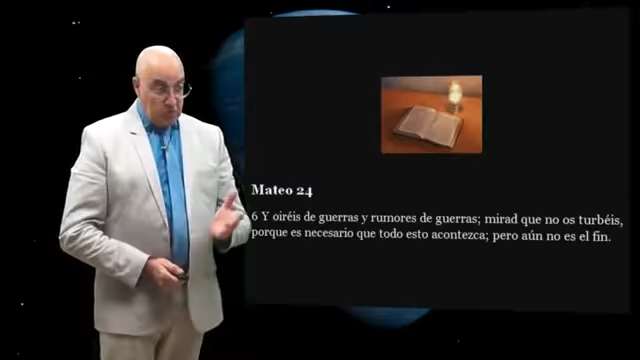 Mateo 24
6 Y oiréis de guerras y rumores de guerras; mirad que no os turbéis,
porque es necesario que todo esto acontezca; pero aún no es el fin.